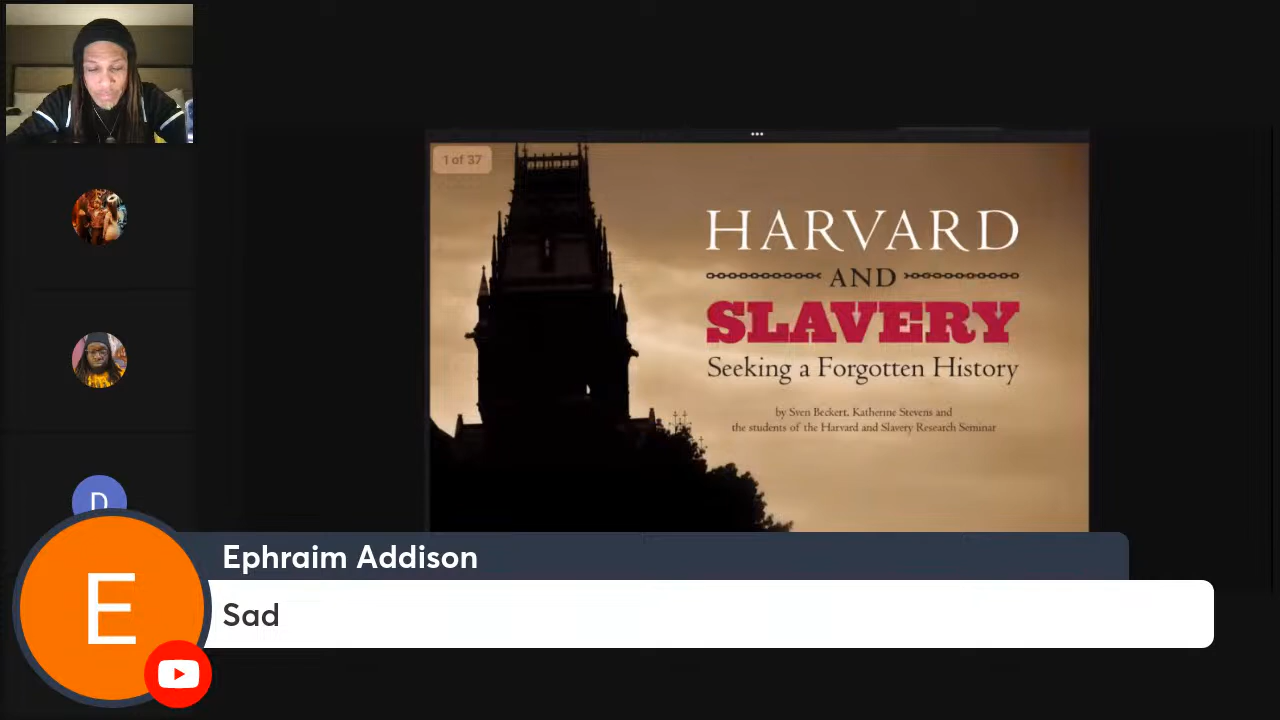 1 of 37
HARVARD
AND
SLAVERY
Seeking a Forgotten History
by Sven Beckert, Katherine Stevens and
the students of the Harvard and Slavery Research Seminar
D
E
Ephraim Addison
Sad